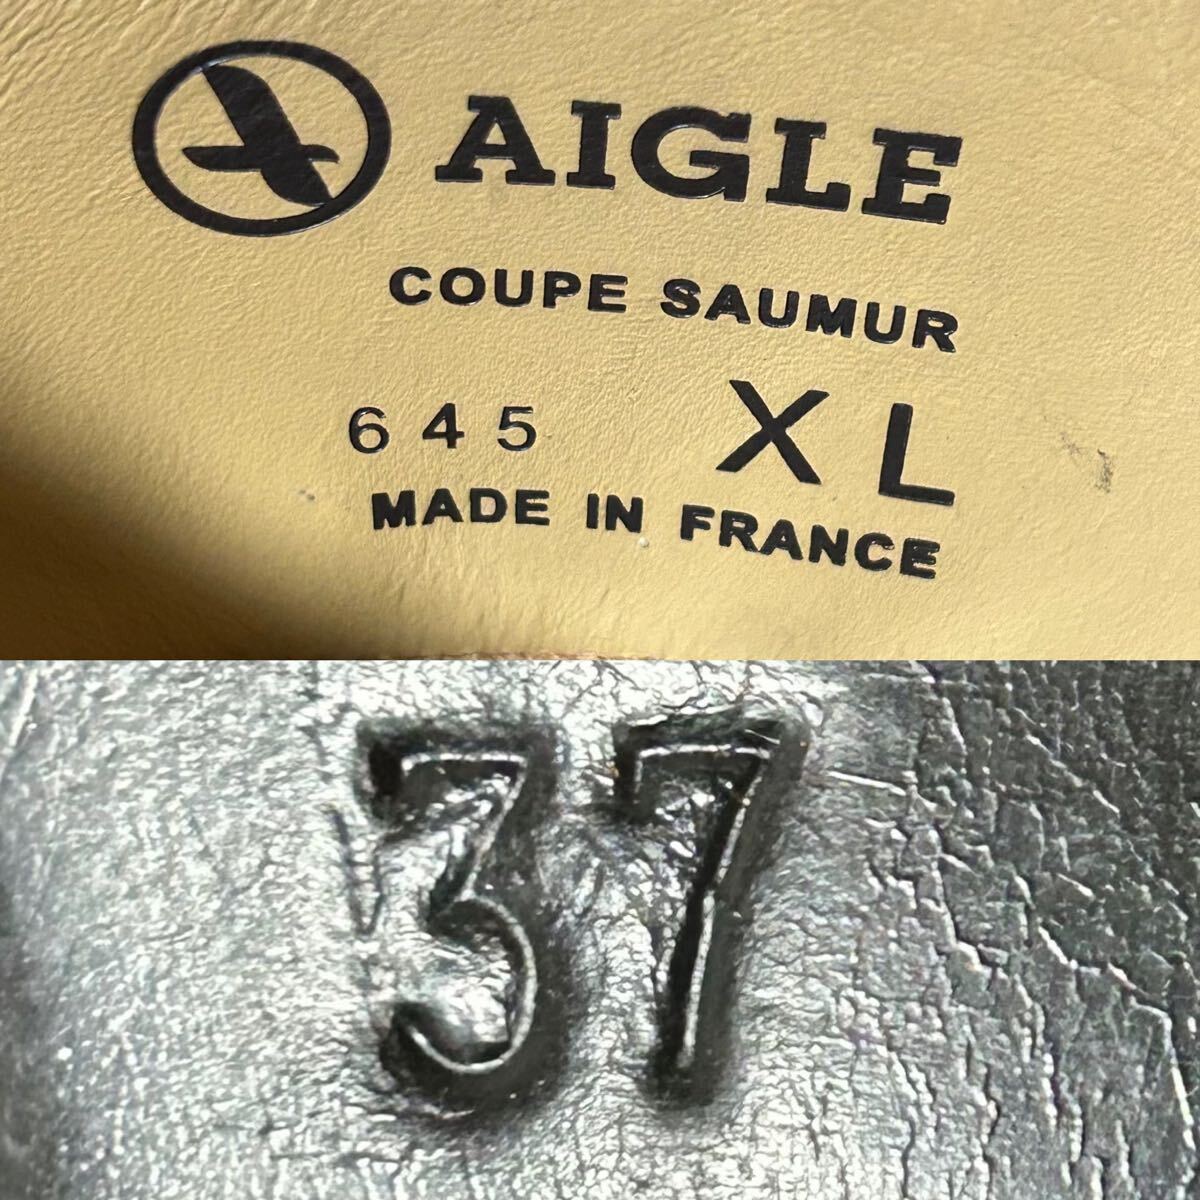 AIGLE
COUPE SAUMUR
645 XL
MADE IN FRANCE
37